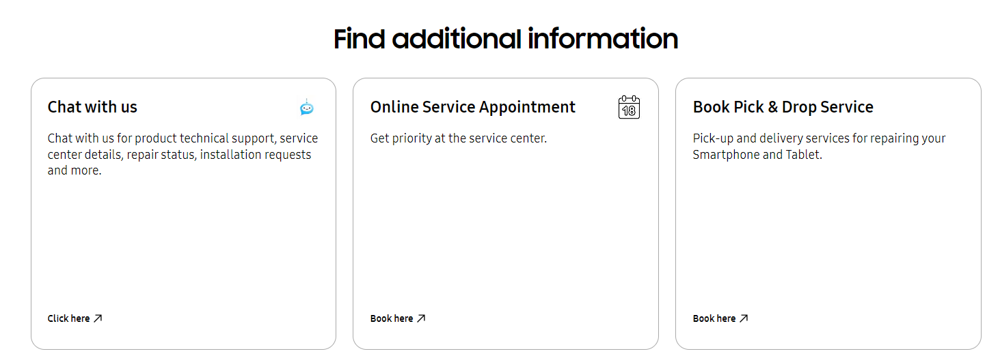 Find additional information
Chat with us
Chat with us for product technical support, service
center details, repair status, installation requests
and more.
Click here
Online Service Appointment
18
Get priority at the service center.
Book here
Book Pick & Drop Service
Pick-up and delivery services for repairing your
Smartphone and Tablet.
Book here